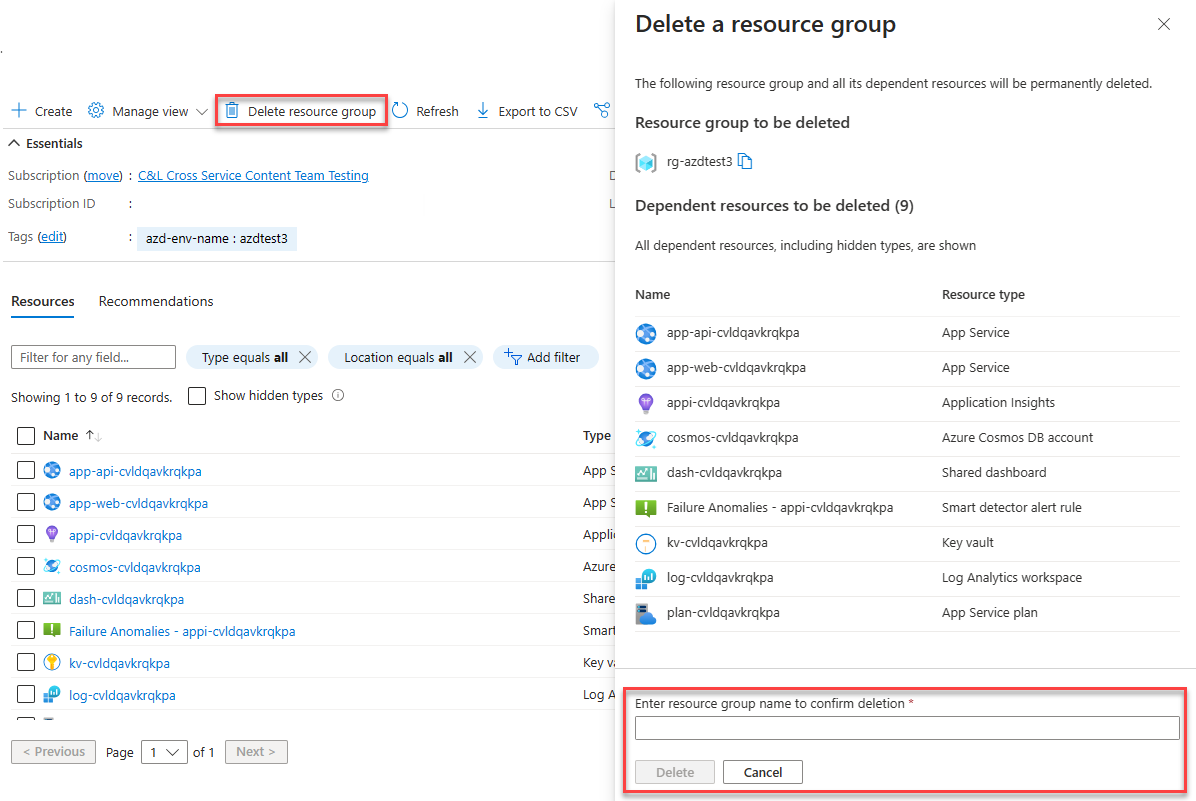 Create Manage view Delete resource group Refresh Export to CSV
Essentials
Subscription (move) : C&L Cross Service Content Team Testing
Subscription ID :
Tags (edit) : azd-env-name : azdtest3
Resources Recommendations
Filter for any field... Type equals all Location equals all Add filter
Showing 1 to 9 of 9 records. Show hidden types
Name Type
app-api-cvldqavkrqkpa App S
app-web-cvldqavkrqkpa App S
appi-cvldqavkrqkpa Applic
cosmos-cvldqavkrqkpa Azure
dash-cvldqavkrqkpa Share
Failure Anomalies - appi-cvldqavkrqkpa Smart
kv-cvldqavkrqkpa Key va
log-cvldqavkrqkpa Log A
< Previous Page 1 of 1 Next >
Delete a resource group
The following resource group and all its dependent resources will be permanently deleted.
Resource group to be deleted
rg-azdtest3
Dependent resources to be deleted (9)
All dependent resources, including hidden types, are shown
Name Resource type
app-api-cvldqavkrqkpa App Service
app-web-cvldqavkrqkpa App Service
appi-cvldqavkrqkpa Application Insights
cosmos-cvldqavkrqkpa Azure Cosmos DB account
dash-cvldqavkrqkpa Shared dashboard
Failure Anomalies - appi-cvldqavkrqkpa Smart detector alert rule
kv-cvldqavkrqkpa Key vault
log-cvldqavkrqkpa Log Analytics workspace
plan-cvldqavkrqkpa App Service plan
Enter resource group name to confirm deletion *
Delete Cancel